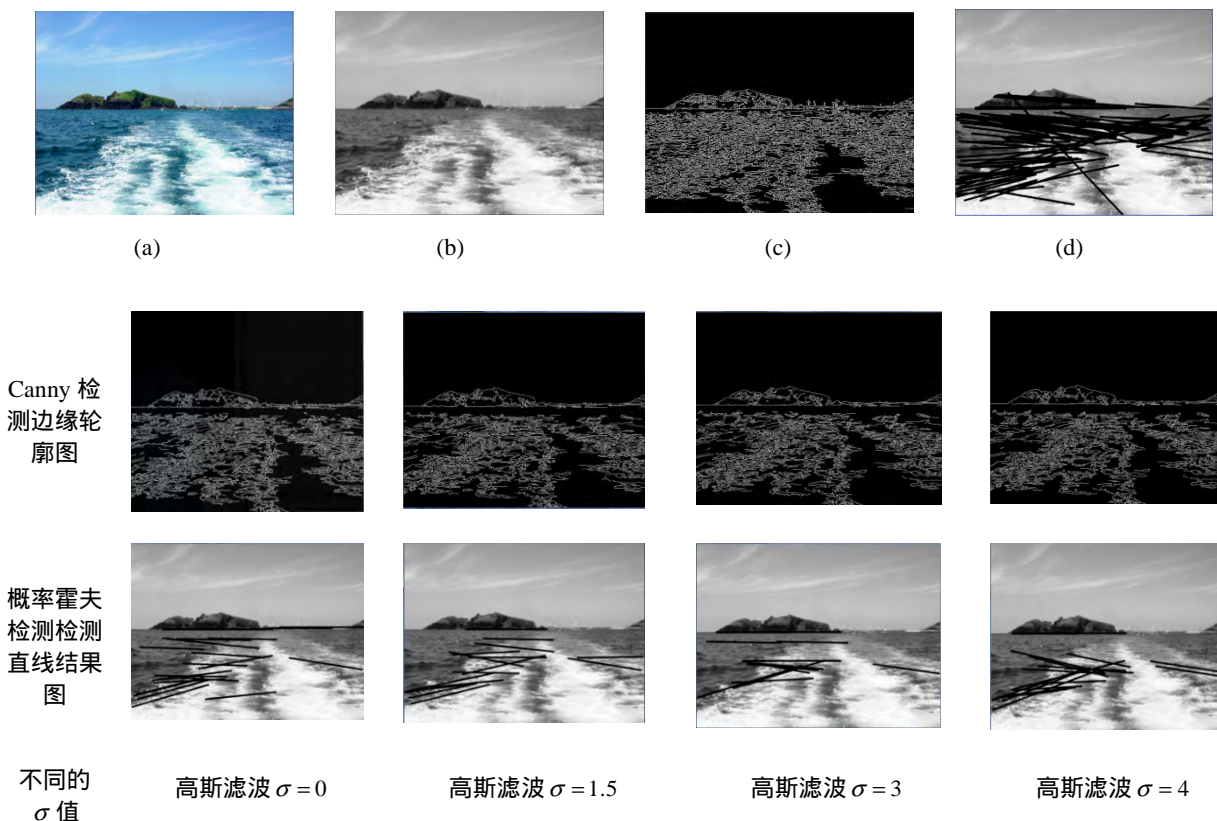 (a)
(b)
(c)
(d)
Canny 检
测边缘轮
廓图
概率霍夫
检测检测
直线结果
图
不同的
σ 值
高斯滤波 σ = 0
高斯滤波 σ = 1.5
高斯滤波 σ = 3
高斯滤波 σ = 4